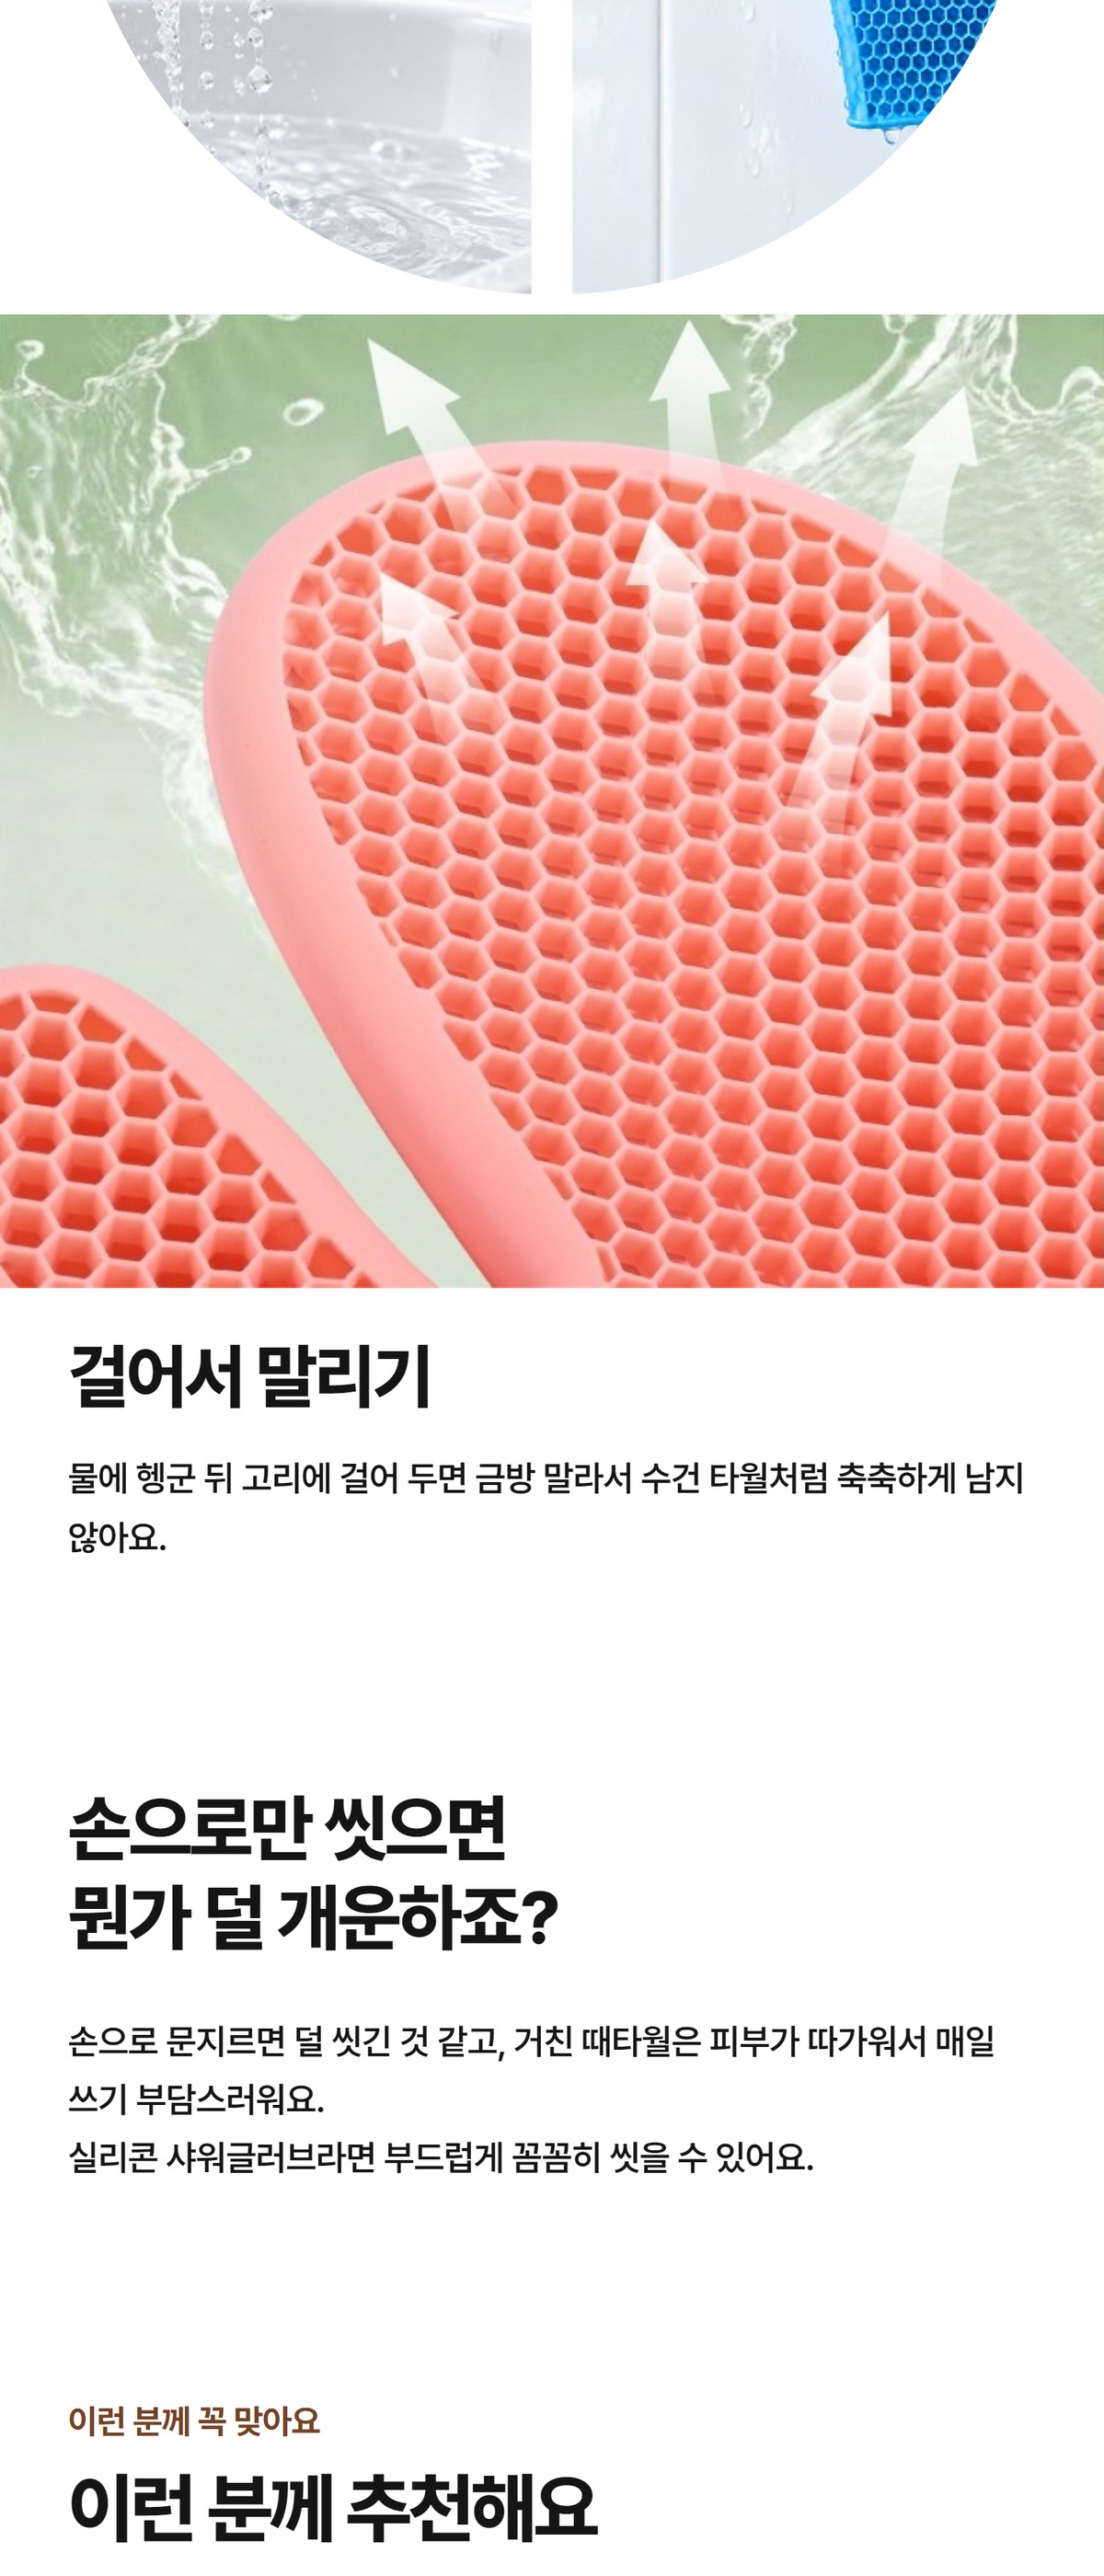 걸어서 말리기
물에 헹군 뒤 고리에 걸어 두면 금방 말라서 수건 타월처럼 축축하게 남지
않아요.
손으로만 씻으면
뭔가 덜 개운하죠?
손으로 문지르면 덜 씻긴 것 같고, 거친 때타월은 피부가 따가워서 매일
쓰기 부담스러워요.
실리콘 샤워글러브라면 부드럽게 꼼꼼히 씻을 수 있어요.
이런 분께 꼭 맞아요
이런 분께 추천해요